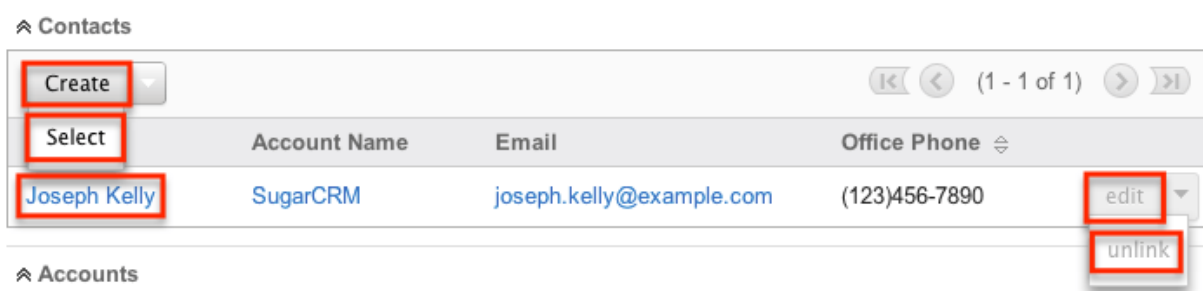 Contacts
Create (1 - 1 of 1)
Select Account Name Email Office Phone
Joseph Kelly SugarCRM joseph.kelly@example.com (123)456-7890 edit
unlink
Accounts